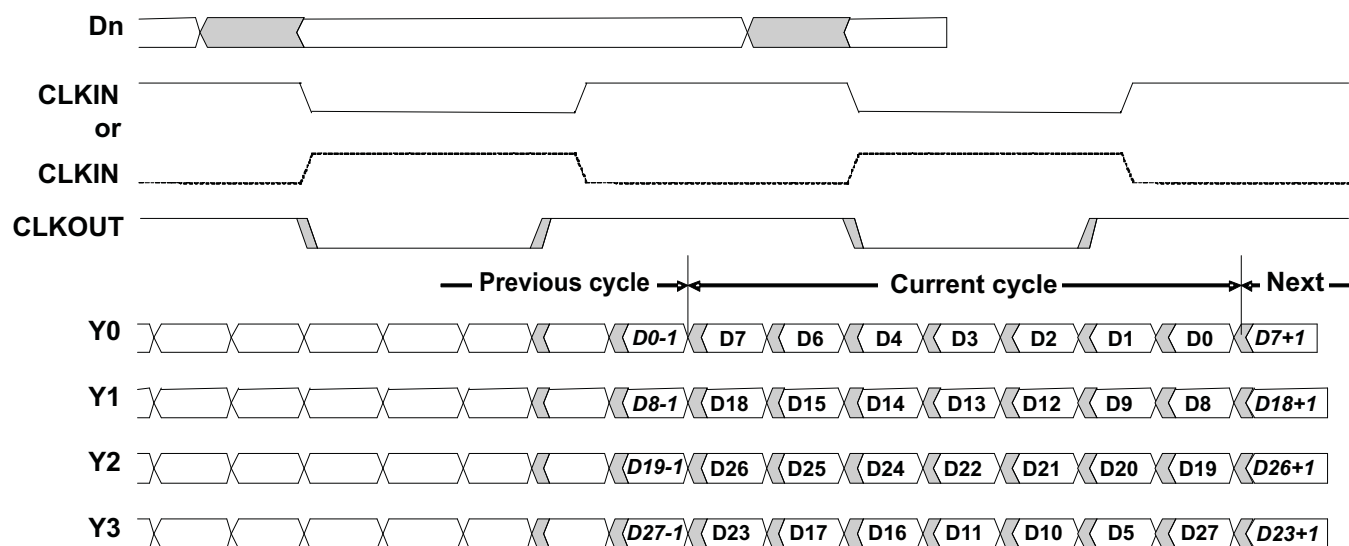 Dn
CLKIN
or
CLKIN
CLKOUT
Previous cycle Current cycle Next
Y0 D0-1 D7 D6 D4 D3 D2 D1 D0 D7+1
Y1 D8-1 D18 D15 D14 D13 D12 D9 D8 D18+1
Y2 D19-1 D26 D25 D24 D22 D21 D20 D19 D26+1
Y3 D27-1 D23 D17 D16 D11 D10 D5 D27 D23+1